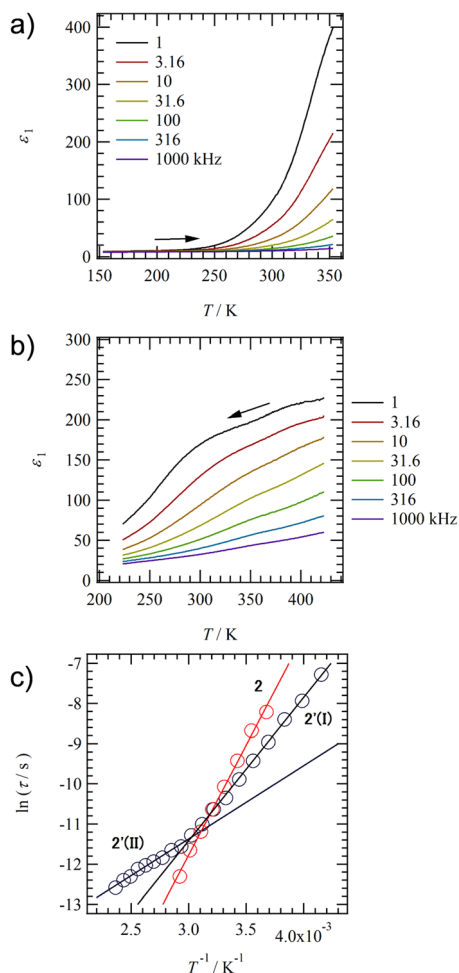 a)
400
300
200
100
0
ε₁
1
3.16
10
31.6
100
316
1000 kHz
150 200 250 300 350
T / K
b)
300
250
200
150
100
50
0
ε₁
200 250 300 350 400
T / K
1
3.16
10
31.6
100
316
1000 kHz
c)
-7
-8
-9
-10
-11
-12
-13
ln (τ / s)
2
2'(I)
2'(II)
2.5 3.0 3.5 4.0x10⁻³
T⁻¹ / K⁻¹